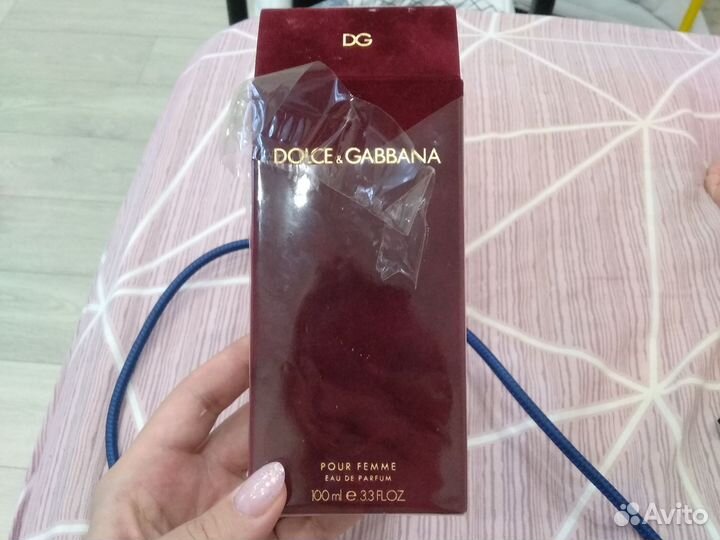 DG
DOLCE & GABBANA
POUR FEMME
EAU DE PARFUM
100 ml e 3.3 FL.OZ.
Avito